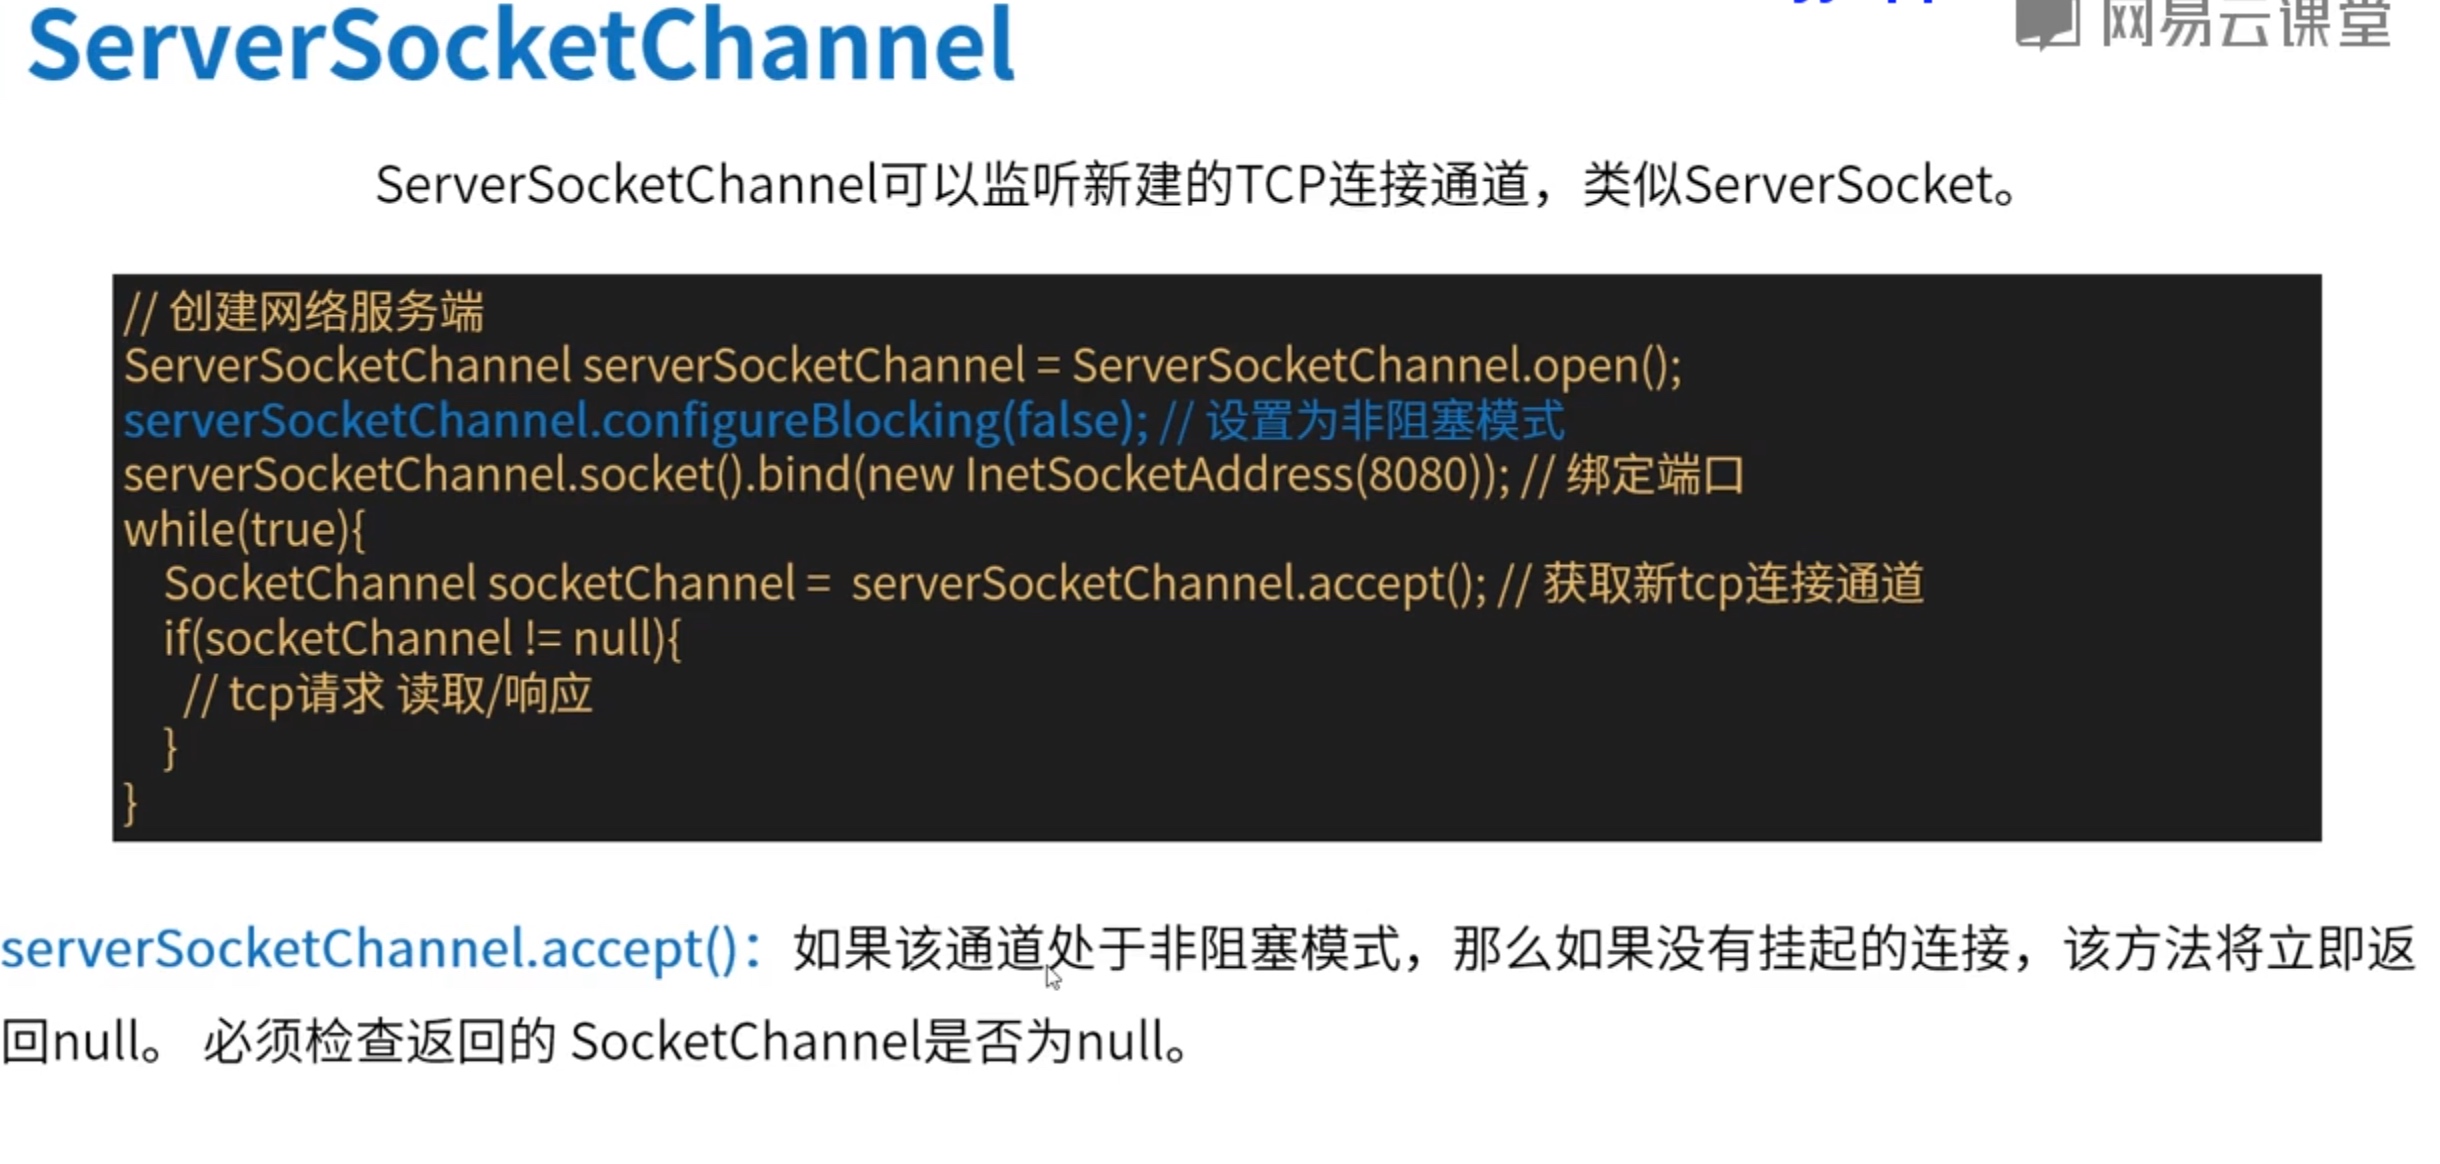 ServerSocketChannel
网易云课堂
ServerSocketChannel可以监听新建的TCP连接通道，类似ServerSocket。
// 创建网络服务端
ServerSocketChannel serverSocketChannel = ServerSocketChannel.open();
serverSocketChannel.configureBlocking(false); // 设置为非阻塞模式
serverSocketChannel.socket().bind(new InetSocketAddress(8080)); // 绑定端口
while(true){
SocketChannel socketChannel = serverSocketChannel.accept(); // 获取新tcp连接通道
if(socketChannel != null){
// tcp请求 读取/响应
}
}
serverSocketChannel.accept()：如果该通道处于非阻塞模式，那么如果没有挂起的连接，该方法将立即返
回null。 必须检查返回的 SocketChannel是否为null。